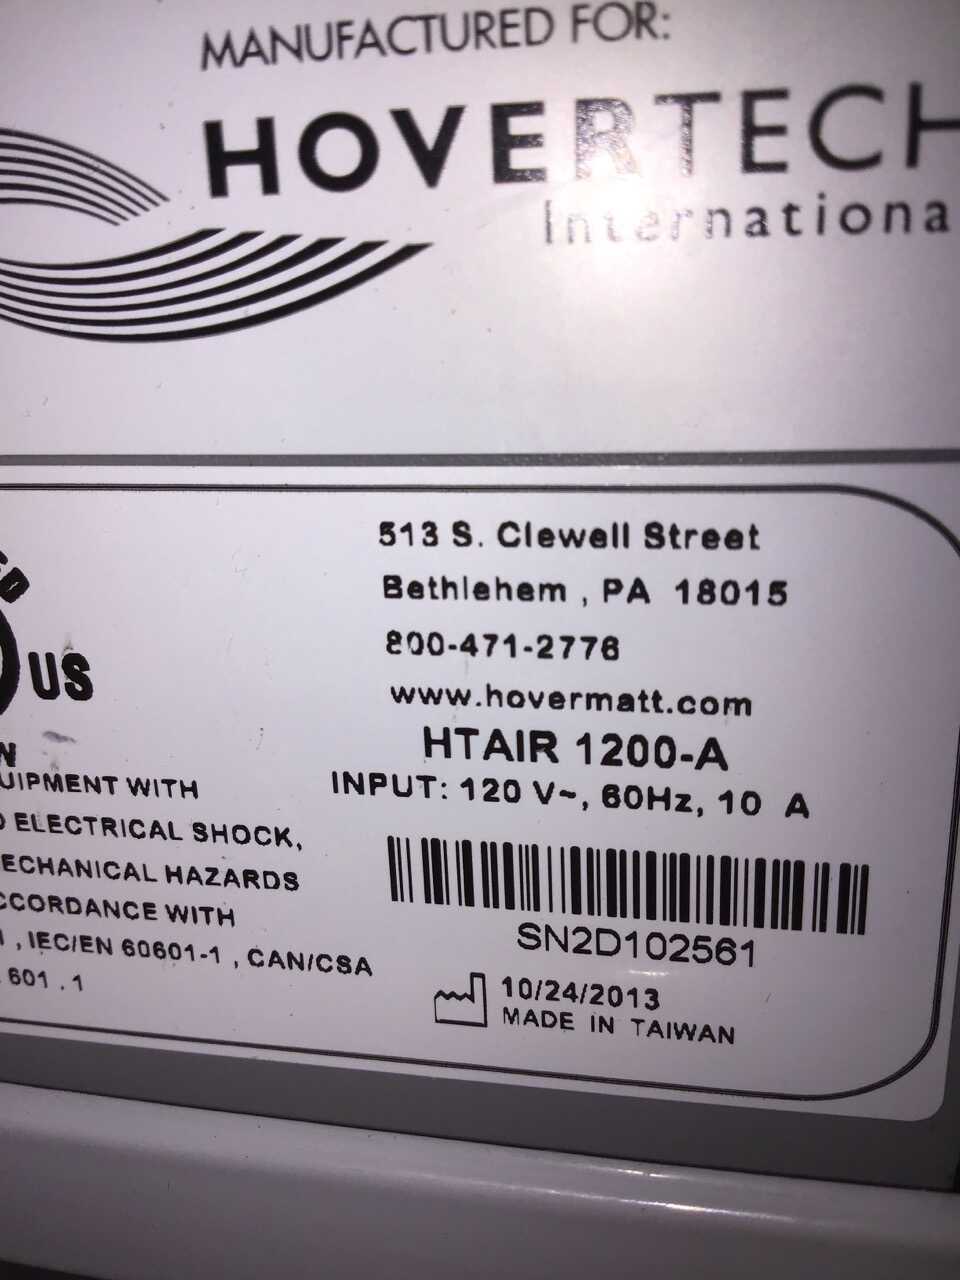 MANUFACTURED FOR:
HOVERTECH
Internationa
513 S. Clewell Street
Bethlehem , PA 18015
800-471-2776
www.hovermatt.com
HTAIR 1200-A
INPUT: 120 V~, 60Hz, 10 A
SN2D102561
10/24/2013
MADE IN TAIWAN
US
UIPMENT WITH
ELECTRICAL SHOCK,
ECHANICAL HAZARDS
CCORDANCE WITH
, IEC/EN 60601-1 , CAN/CSA
601 .1